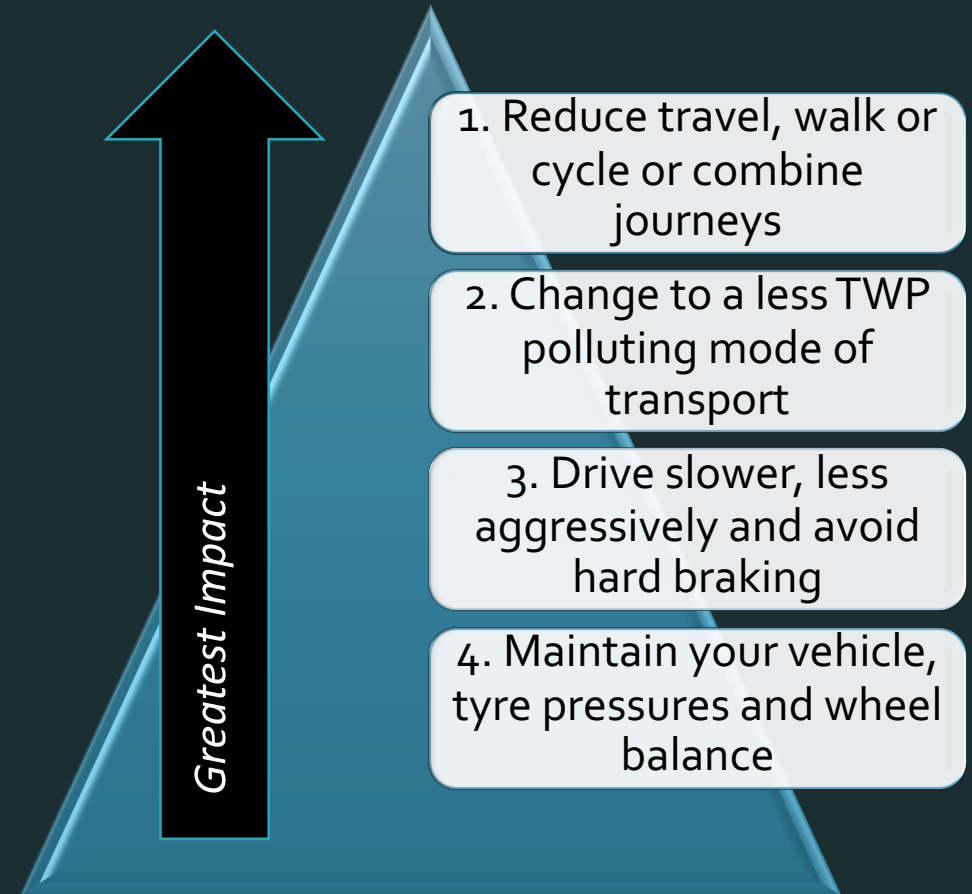 1. Reduce travel, walk or
cycle or combine
journeys
2. Change to a less TWP
polluting mode of
transport
3. Drive slower, less
aggressively and avoid
hard braking
4. Maintain your vehicle,
tyre pressures and wheel
balance
Greatest Impact